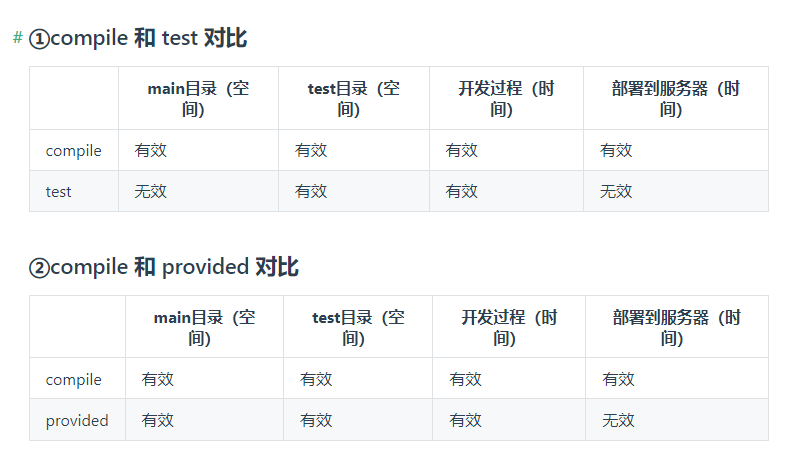 # ①compile 和 test 对比
main目录（空 test目录（空 开发过程（时 部署到服务器（时
间） 间） 间） 间）
compile 有效 有效 有效 有效
test 无效 有效 有效 无效
②compile 和 provided 对比
main目录（空 test目录（空 开发过程（时 部署到服务器（时
间） 间） 间） 间）
compile 有效 有效 有效 有效
provided 有效 有效 有效 无效